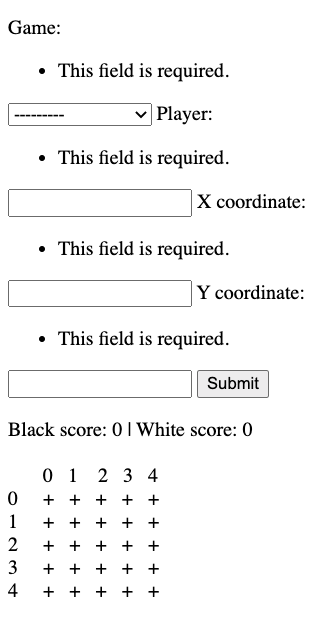 Game:
• This field is required.
--------- Player:
• This field is required.
X coordinate:
• This field is required.
Y coordinate:
• This field is required.
Submit
Black score: 0 | White score: 0
0 1 2 3 4
0 + + + + +
1 + + + + +
2 + + + + +
3 + + + + +
4 + + + + +